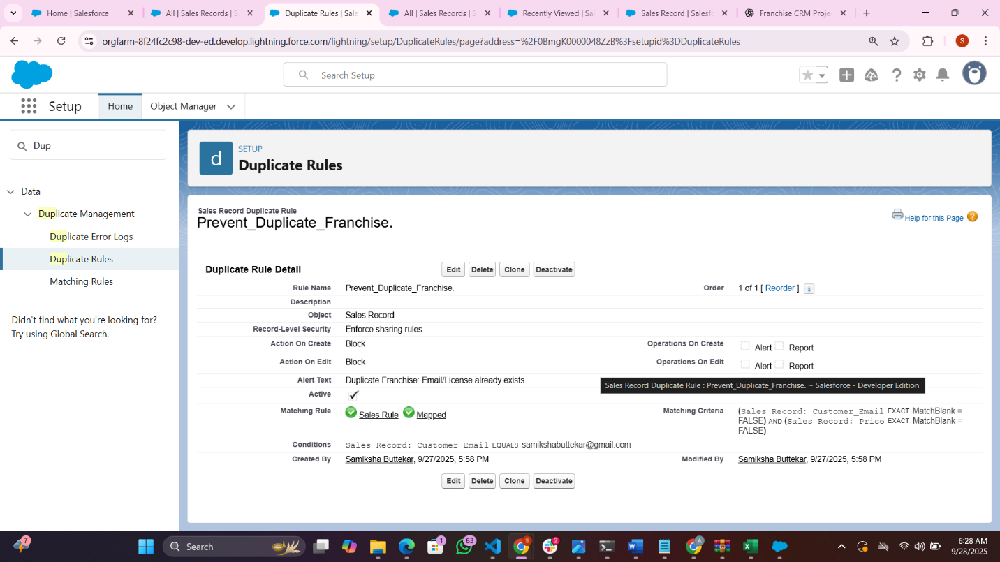 Home | Salesforce
All | Sales Records | S
Duplicate Rules | Sale
All | Sales Records | S
Recently Viewed | Sal
Sales Record | Salesfo
Franchise CRM Projec
orgfarm-8f24fc2c98-dev-ed.develop.lightning.force.com/lightning/setup/DuplicateRules/page?address=%2F0BmgK0000048ZzB%3Fsetupid%3DDuplicateRules
S
Search Setup
Setup
Home
Object Manager
Dup
Data
Duplicate Management
Duplicate Error Logs
Duplicate Rules
Matching Rules
Didn't find what you're looking for?
Try using Global Search.
d
SETUP
Duplicate Rules
Sales Record Duplicate Rule
Prevent_Duplicate_Franchise.
Help for this Page ?
Duplicate Rule Detail
Edit Delete Clone Deactivate
Rule Name Prevent_Duplicate_Franchise. Order 1 of 1 [ Reorder ] i
Description
Object Sales Record
Record-Level Security Enforce sharing rules
Action On Create Block Operations On Create Alert Report
Action On Edit Block Operations On Edit Alert Report
Alert Text Duplicate Franchise: Email/License already exists.
Sales Record Duplicate Rule : Prevent_Duplicate_Franchise. ~ Salesforce - Developer Edition
Active
Matching Rule Sales Rule Mapped Matching Criteria (Sales Record: Customer_Email EXACT MatchBlank =
FALSE) AND (Sales Record: Price EXACT MatchBlank =
FALSE)
Conditions Sales Record: Customer Email EQUALS samikshabuttekar@gmail.com
Created By Samiksha Buttekar, 9/27/2025, 5:58 PM Modified By Samiksha Buttekar, 9/27/2025, 5:58 PM
Edit Delete Clone Deactivate
7
Search
1
63
S
2
A
6:28 AM
9/28/2025